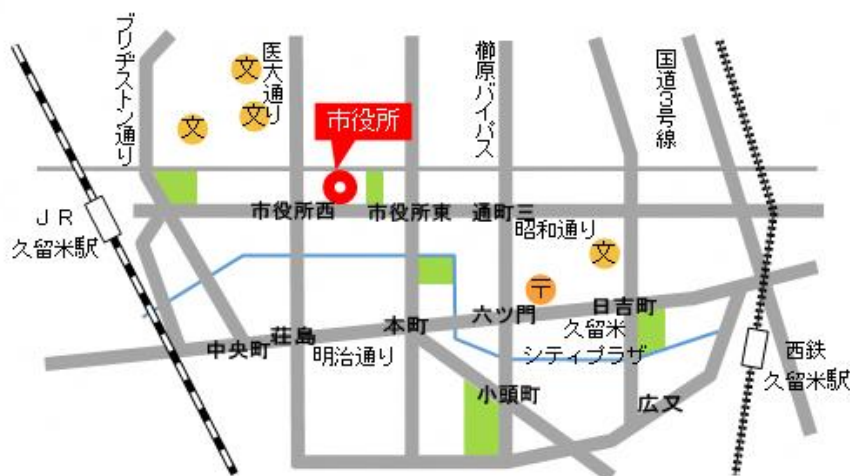 ブリヂストン通り
医大通り
櫛原バイパス
国道3号線
文
文
文
市役所
市役所西
市役所東
通町三
昭和通り
JR
久留米駅
文
〒
六ツ門
日吉町
本町
荘島
中央町
明治通り
久留米
シティプラザ
西鉄
久留米駅
小頭町
広又